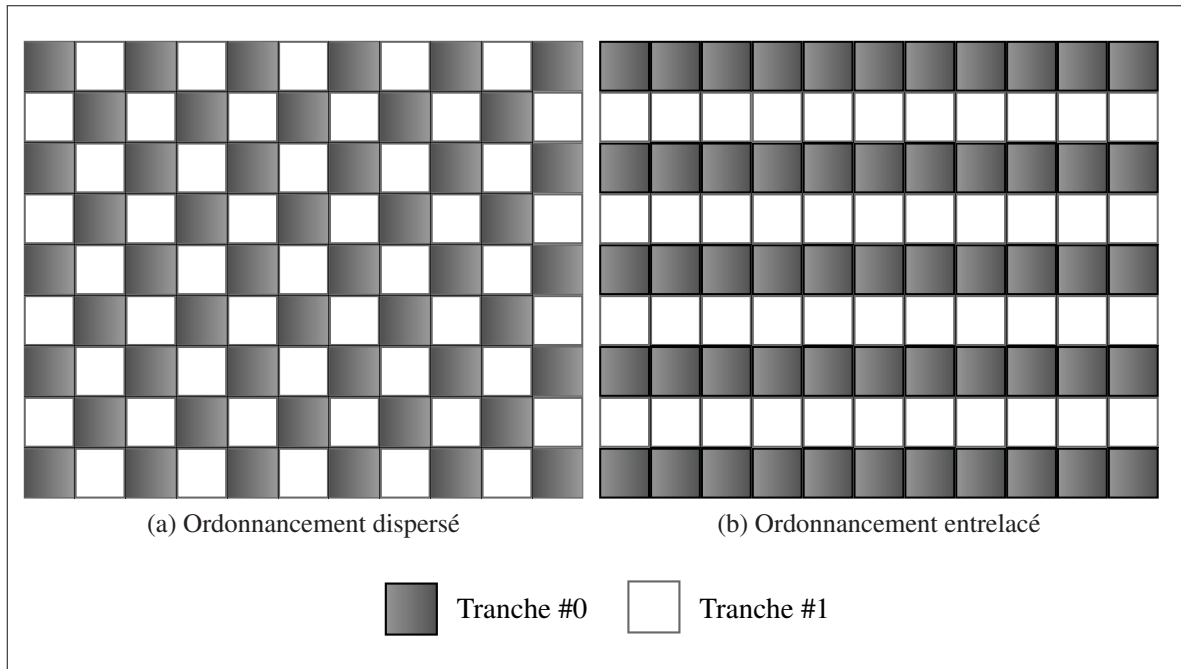 (a) Ordonnancement dispersé
(b) Ordonnancement entrelacé
Tranche #0
Tranche #1